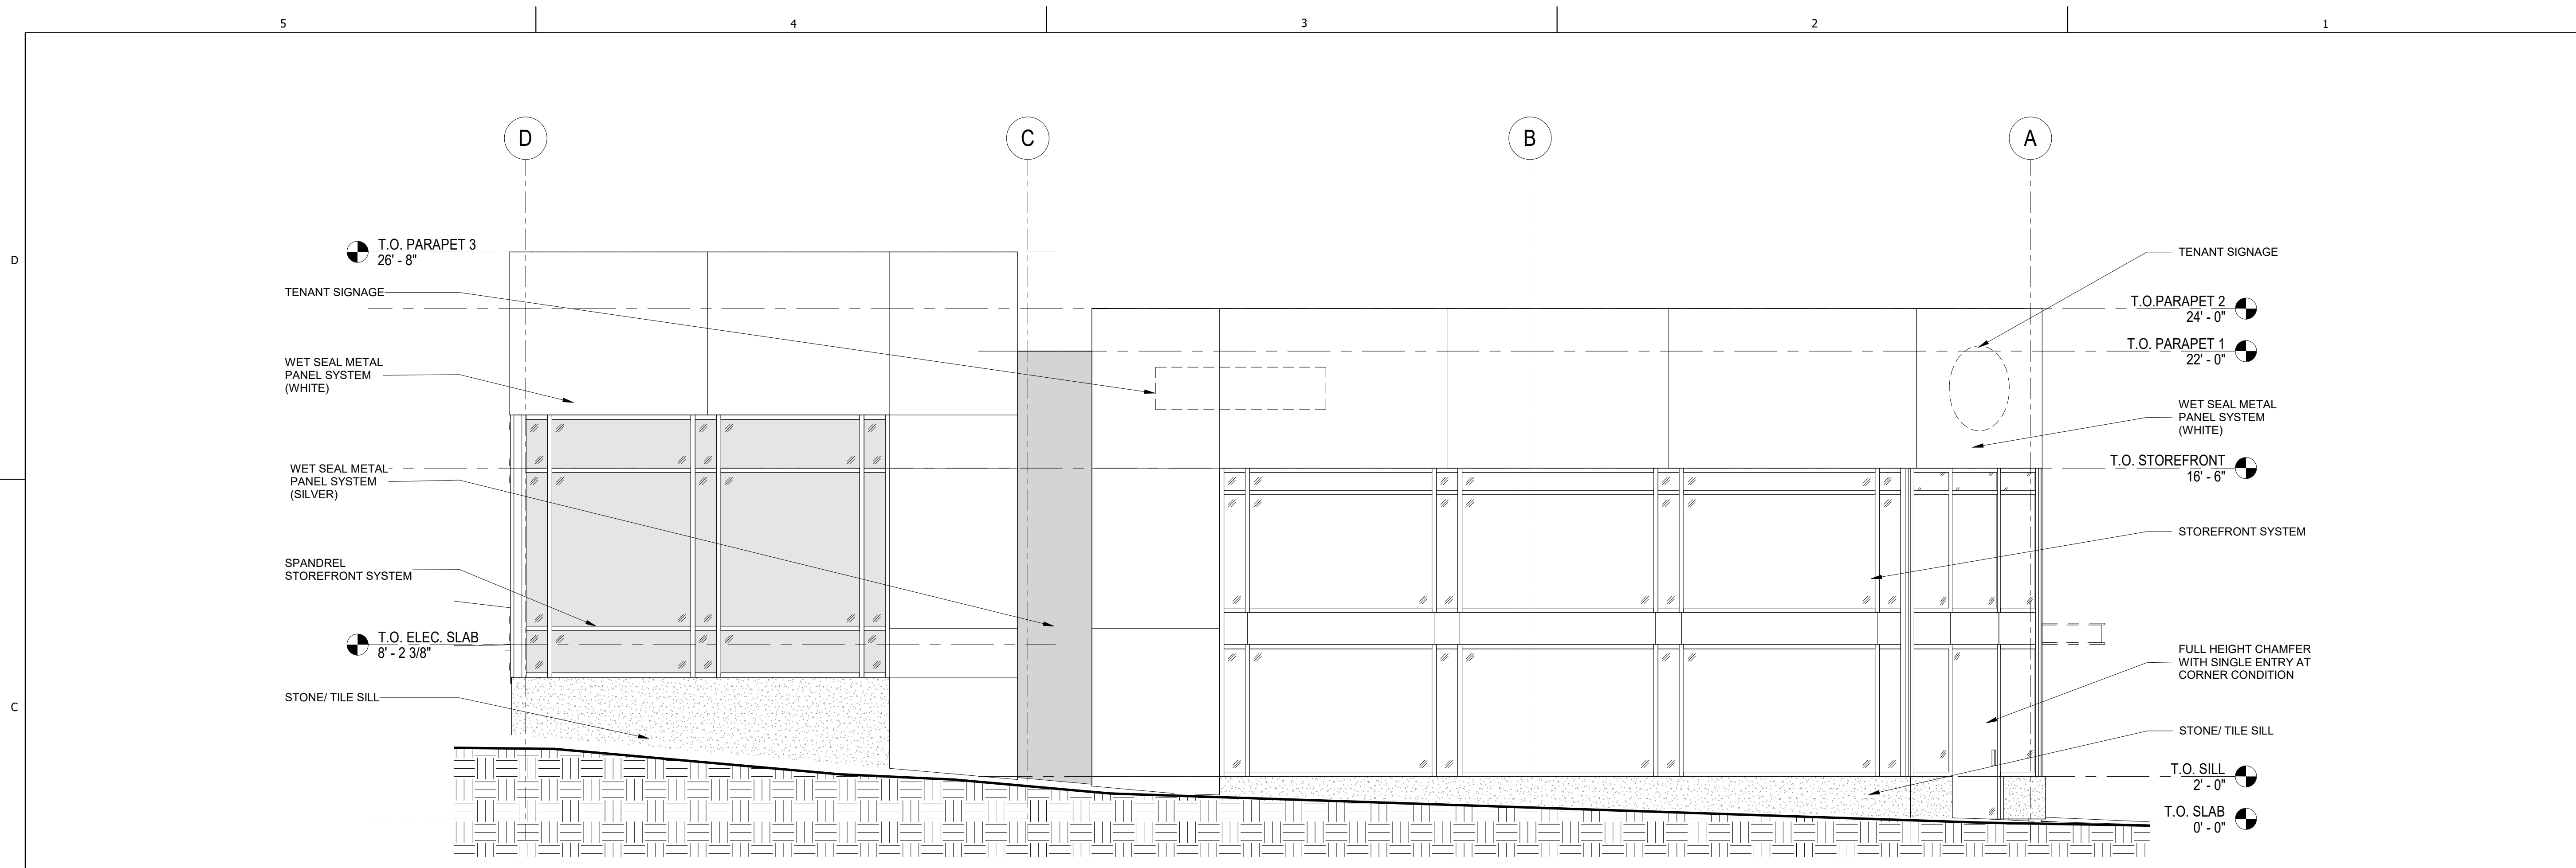 5 4 3 2 1
D C B A
D
C
T.O. PARAPET 3
26' - 8"
TENANT SIGNAGE
WET SEAL METAL
PANEL SYSTEM
(WHITE)
WET SEAL METAL
PANEL SYSTEM
(SILVER)
SPANDREL
STOREFRONT SYSTEM
T.O. ELEC. SLAB
8' - 2 3/8"
STONE/ TILE SILL
TENANT SIGNAGE
T.O.PARAPET 2
24' - 0"
T.O. PARAPET 1
22' - 0"
WET SEAL METAL
PANEL SYSTEM
(WHITE)
T.O. STOREFRONT
16' - 6"
STOREFRONT SYSTEM
FULL HEIGHT CHAMFER
WITH SINGLE ENTRY AT
CORNER CONDITION
STONE/ TILE SILL
T.O. SILL
2' - 0"
T.O. SLAB
0' - 0"